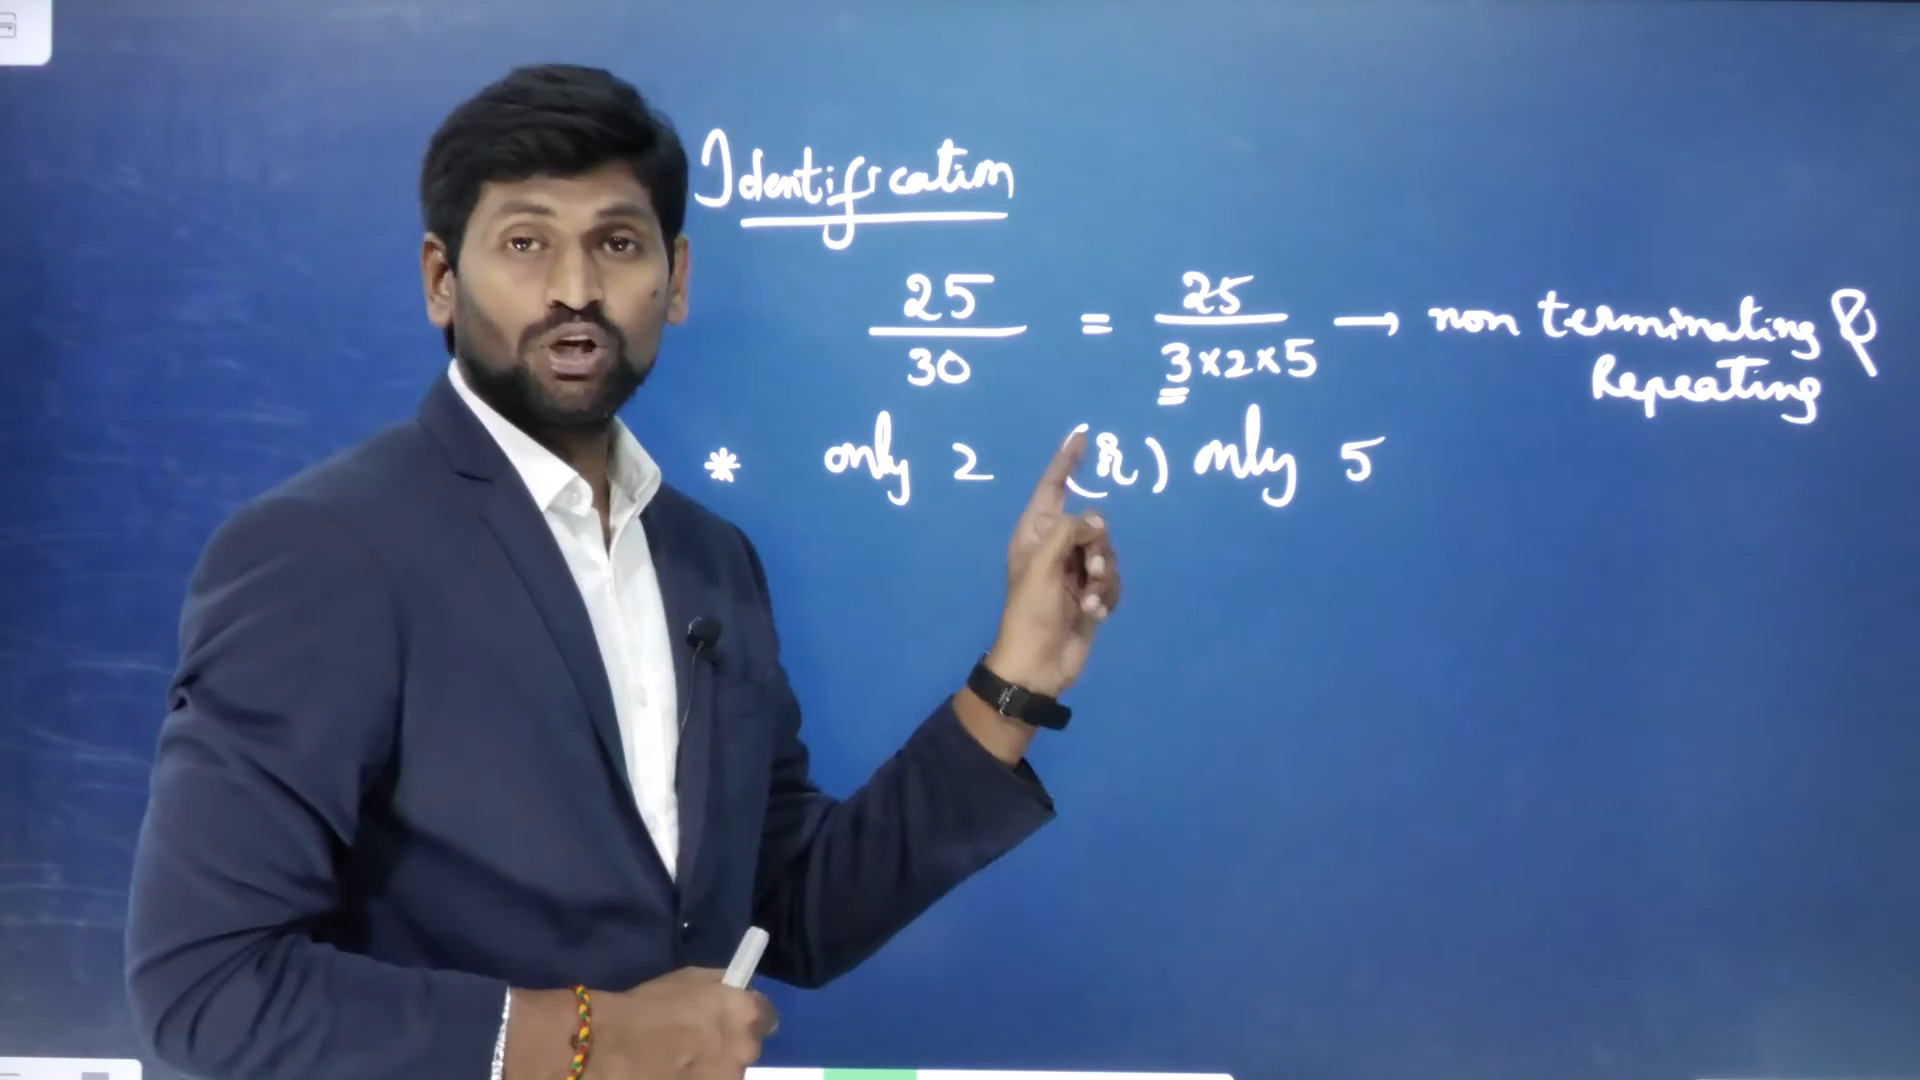 Identification
25/30 = 25/3×2×5 → non terminating &
Repeating
* only 2 (or) only 5